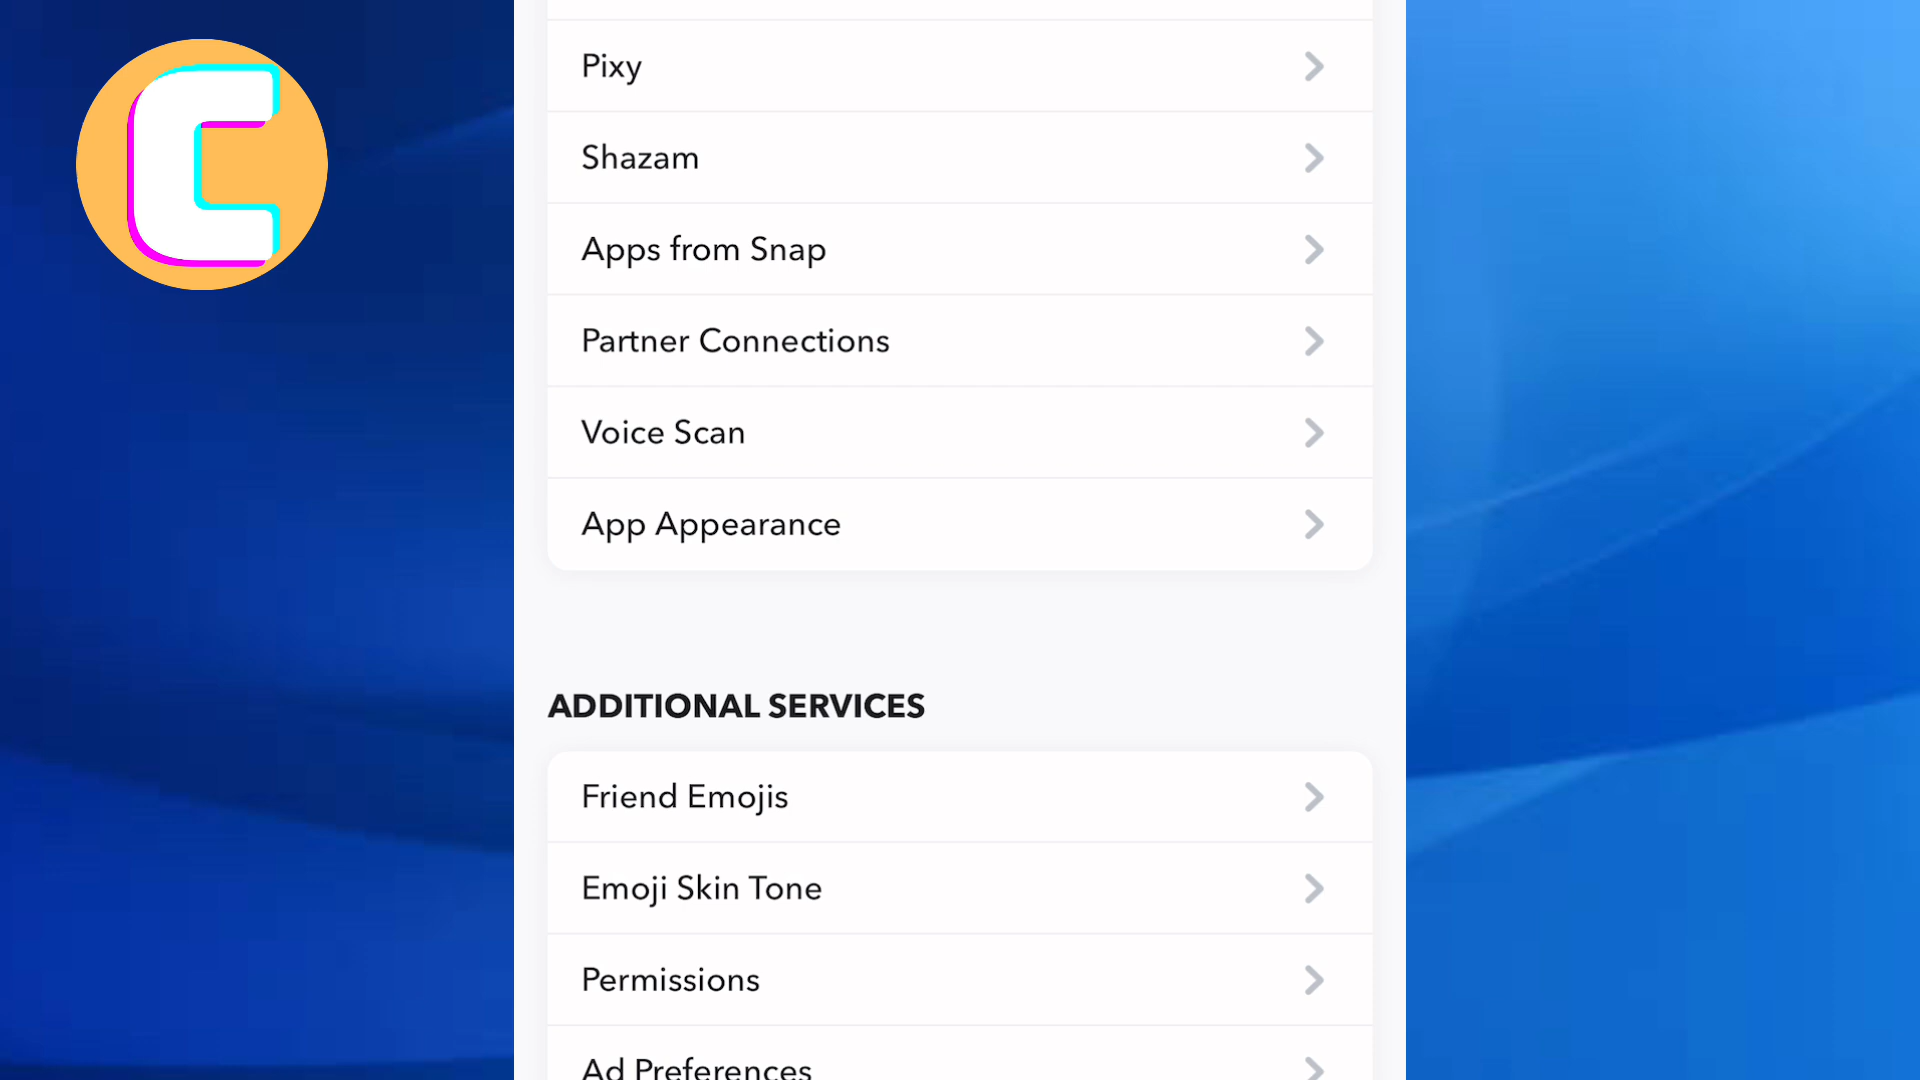 C
Pixy
Shazam
Apps from Snap
Partner Connections
Voice Scan
App Appearance
ADDITIONAL SERVICES
Friend Emojis
Emoji Skin Tone
Permissions
Ad Preferences